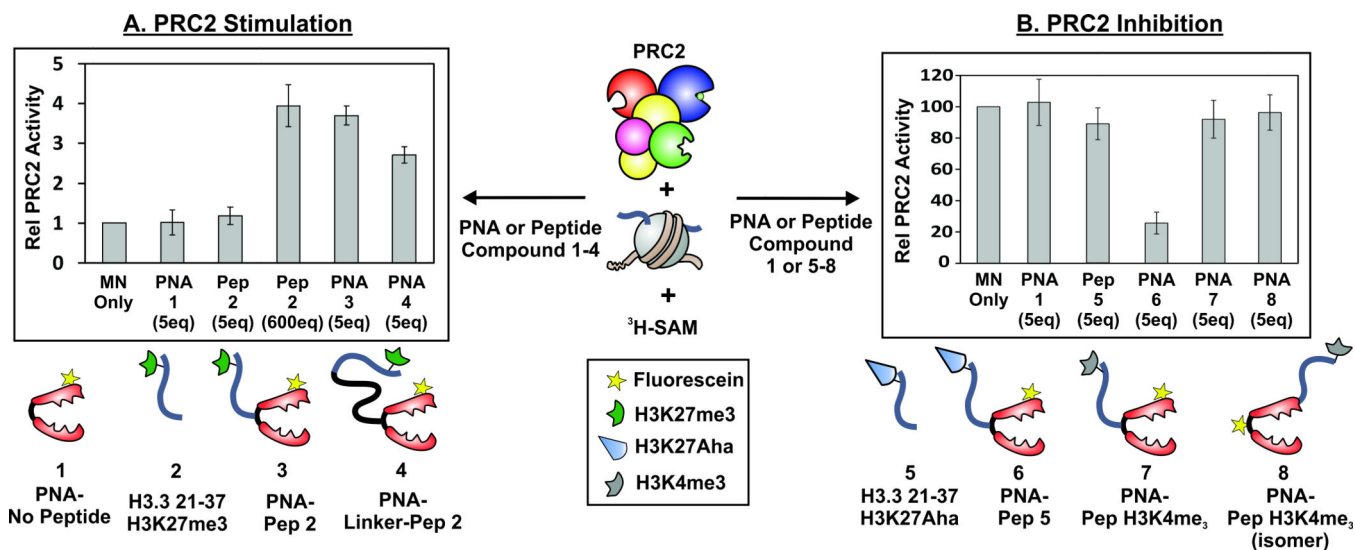 A. PRC2 Stimulation
Rel PRC2 Activity
5
4
3
2
1
0
MN
Only
PNA
1
(5eq)
Pep
2
(5eq)
Pep
2
(600eq)
PNA
3
(5eq)
PNA
4
(5eq)
1
PNA-
No Peptide
2
H3.3 21-37
H3K27me3
3
PNA-
Pep 2
4
PNA-
Linker-Pep 2
PRC2
+
+
³H-SAM
PNA or Peptide
Compound 1-4
PNA or Peptide
Compound
1 or 5-8
Fluorescein
H3K27me3
H3K27Aha
H3K4me3
B. PRC2 Inhibition
Rel PRC2 Activity
120
100
80
60
40
20
0
MN
Only
PNA
1
(5eq)
Pep
5
(5eq)
PNA
6
(5eq)
PNA
7
(5eq)
PNA
8
(5eq)
5
H3.3 21-37
H3K27Aha
6
PNA-
Pep 5
7
PNA-
Pep H3K4me₃
8
PNA-
Pep H3K4me₃
(isomer)